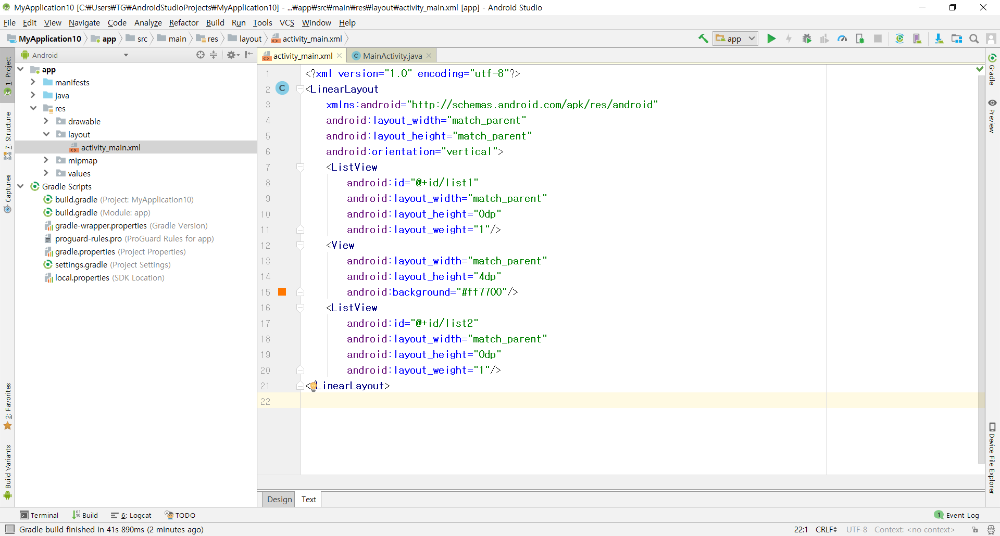 MyApplication10 [C:₩Users₩TG₩AndroidStudioProjects₩MyApplication10] - ...₩app₩src₩main₩res₩layout₩activity_main.xml [app] - Android Studio
File Edit View Navigate Code Analyze Refactor Build Run Tools VCS Window Help
MyApplication10 app src main res layout activity_main.xml app
1: Project
7: Structure
Captures
2: Favorites
Build Variants
Android
app
manifests
java
res
drawable
layout
activity_main.xml
mipmap
values
Gradle Scripts
build.gradle (Project: MyApplication10)
build.gradle (Module: app)
gradle-wrapper.properties (Gradle Version)
proguard-rules.pro (ProGuard Rules for app)
gradle.properties (Project Properties)
settings.gradle (Project Settings)
local.properties (SDK Location)
activity_main.xml MainActivity.java
1 <?xml version="1.0" encoding="utf-8"?>
2 C <LinearLayout
3 xmlns:android="http://schemas.android.com/apk/res/android"
4 android:layout_width="match_parent"
5 android:layout_height="match_parent"
6 android:orientation="vertical">
7 <ListView
8 android:id="@+id/list1"
9 android:layout_width="match_parent"
10 android:layout_height="0dp"
11 android:layout_weight="1"/>
12 <View
13 android:layout_width="match_parent"
14 android:layout_height="4dp"
15 android:background="#ff7700"/>
16 <ListView
17 android:id="@+id/list2"
18 android:layout_width="match_parent"
19 android:layout_height="0dp"
20 android:layout_weight="1"/>
21 </LinearLayout>
22
Design Text
Gradle
Preview
Device File Explorer
Terminal Build 6: Logcat TODO 1 Event Log
Gradle build finished in 41s 890ms (2 minutes ago) 22:1 CRLF UTF-8 Context: <no context>